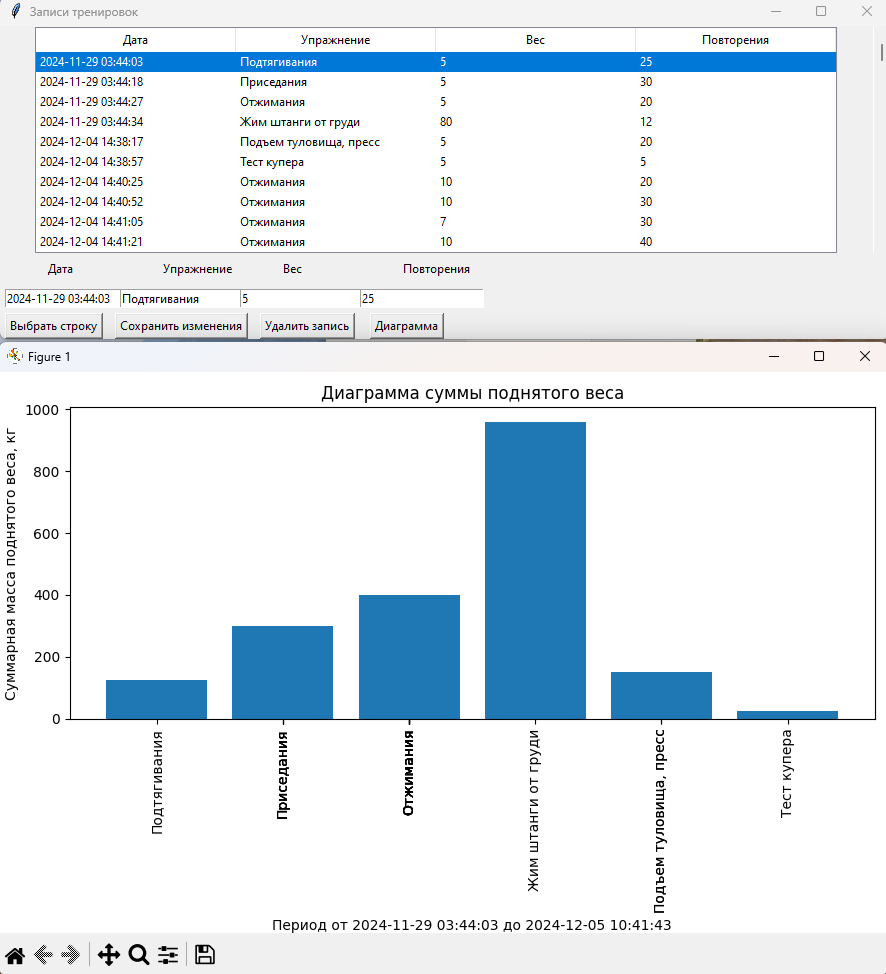 Записи тренировок
Дата Упражнение Вес Повторения
2024-11-29 03:44:03 Подтягивания 5 25
2024-11-29 03:44:18 Приседания 5 30
2024-11-29 03:44:27 Отжимания 5 20
2024-11-29 03:44:34 Жим штанги от груди 80 12
2024-12-04 14:38:17 Подъем туловища, пресс 5 20
2024-12-04 14:38:57 Тест купера 5 5
2024-12-04 14:40:25 Отжимания 10 20
2024-12-04 14:40:52 Отжимания 10 30
2024-12-04 14:41:05 Отжимания 7 30
2024-12-04 14:41:21 Отжимания 10 40
Дата Упражнение Вес Повторения
2024-11-29 03:44:03 Подтягивания 5 25
Выбрать строку Сохранить изменения Удалить запись Диаграмма
Figure 1
Диаграмма суммы поднятого веса
Суммарная масса поднятого веса, кг
1000
800
600
400
200
0
Подтягивания
Приседания
Отжимания
Жим штанги от груди
Подъем туловища, пресс
Тест купера
Период от 2024-11-29 03:44:03 до 2024-12-05 10:41:43